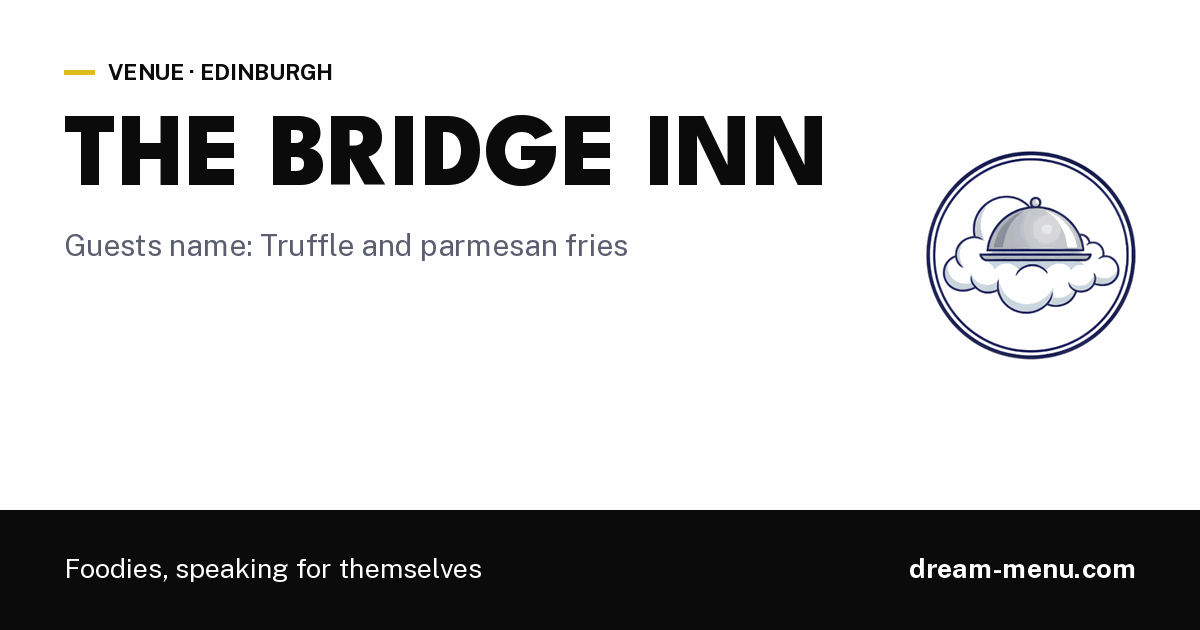 VENUE · EDINBURGH
THE BRIDGE INN
Guests name: Truffle and parmesan fries
Foodies, speaking for themselves
dream-menu.com